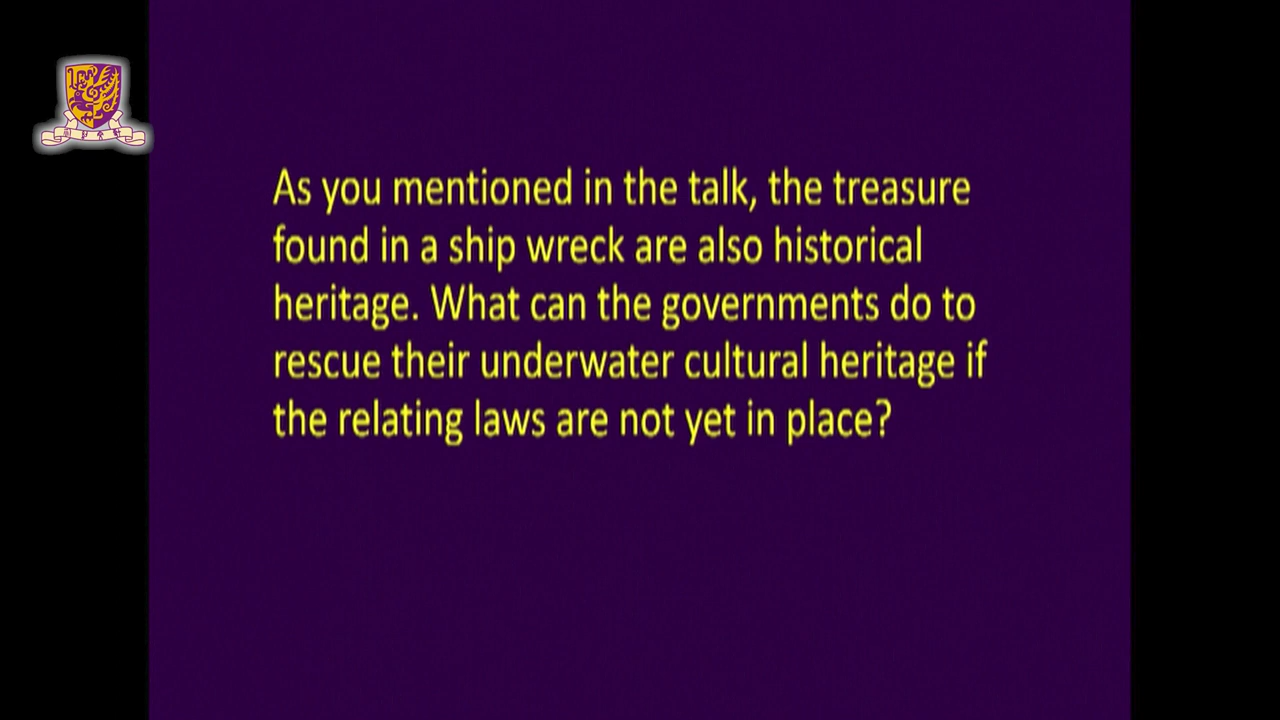 As you mentioned in the talk, the treasure
found in a ship wreck are also historical
heritage. What can the governments do to
rescue their underwater cultural heritage if
the relating laws are not yet in place?